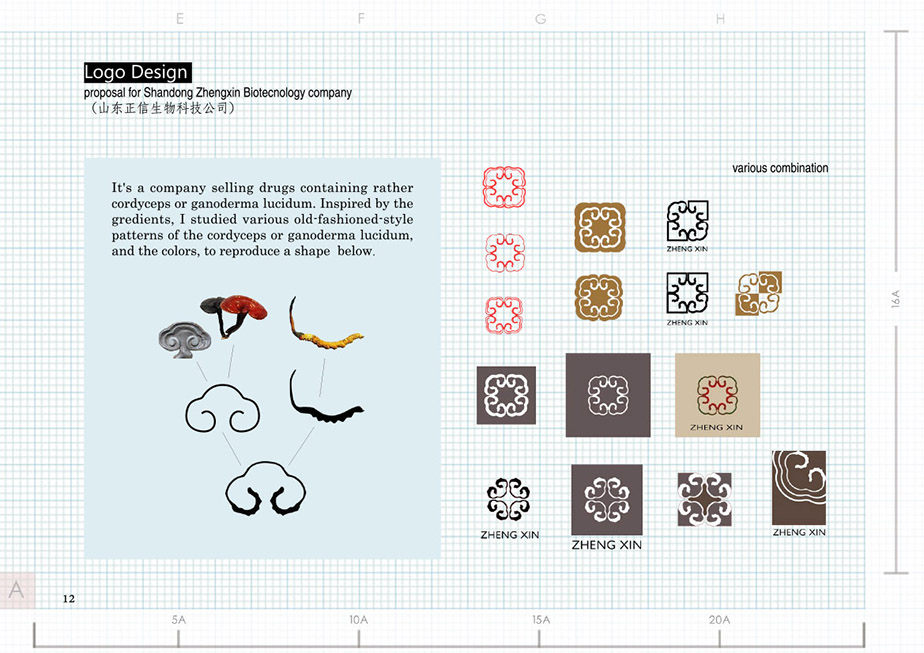 E F G H
Logo Design
proposal for Shandong Zhengxin Biotecnology company
（山东正信生物科技公司）
various combination
It's a company selling drugs containing rather
cordyceps or ganoderma lucidum. Inspired by the
gredients, I studied various old-fashioned-style
patterns of the cordyceps or ganoderma lucidum,
and the colors, to reproduce a shape below.
ZHENG XIN
ZHENG XIN
ZHENG XIN
ZHENG XIN
ZHENG XIN
ZHENG XIN
16A
A
12
5A 10A 15A 20A